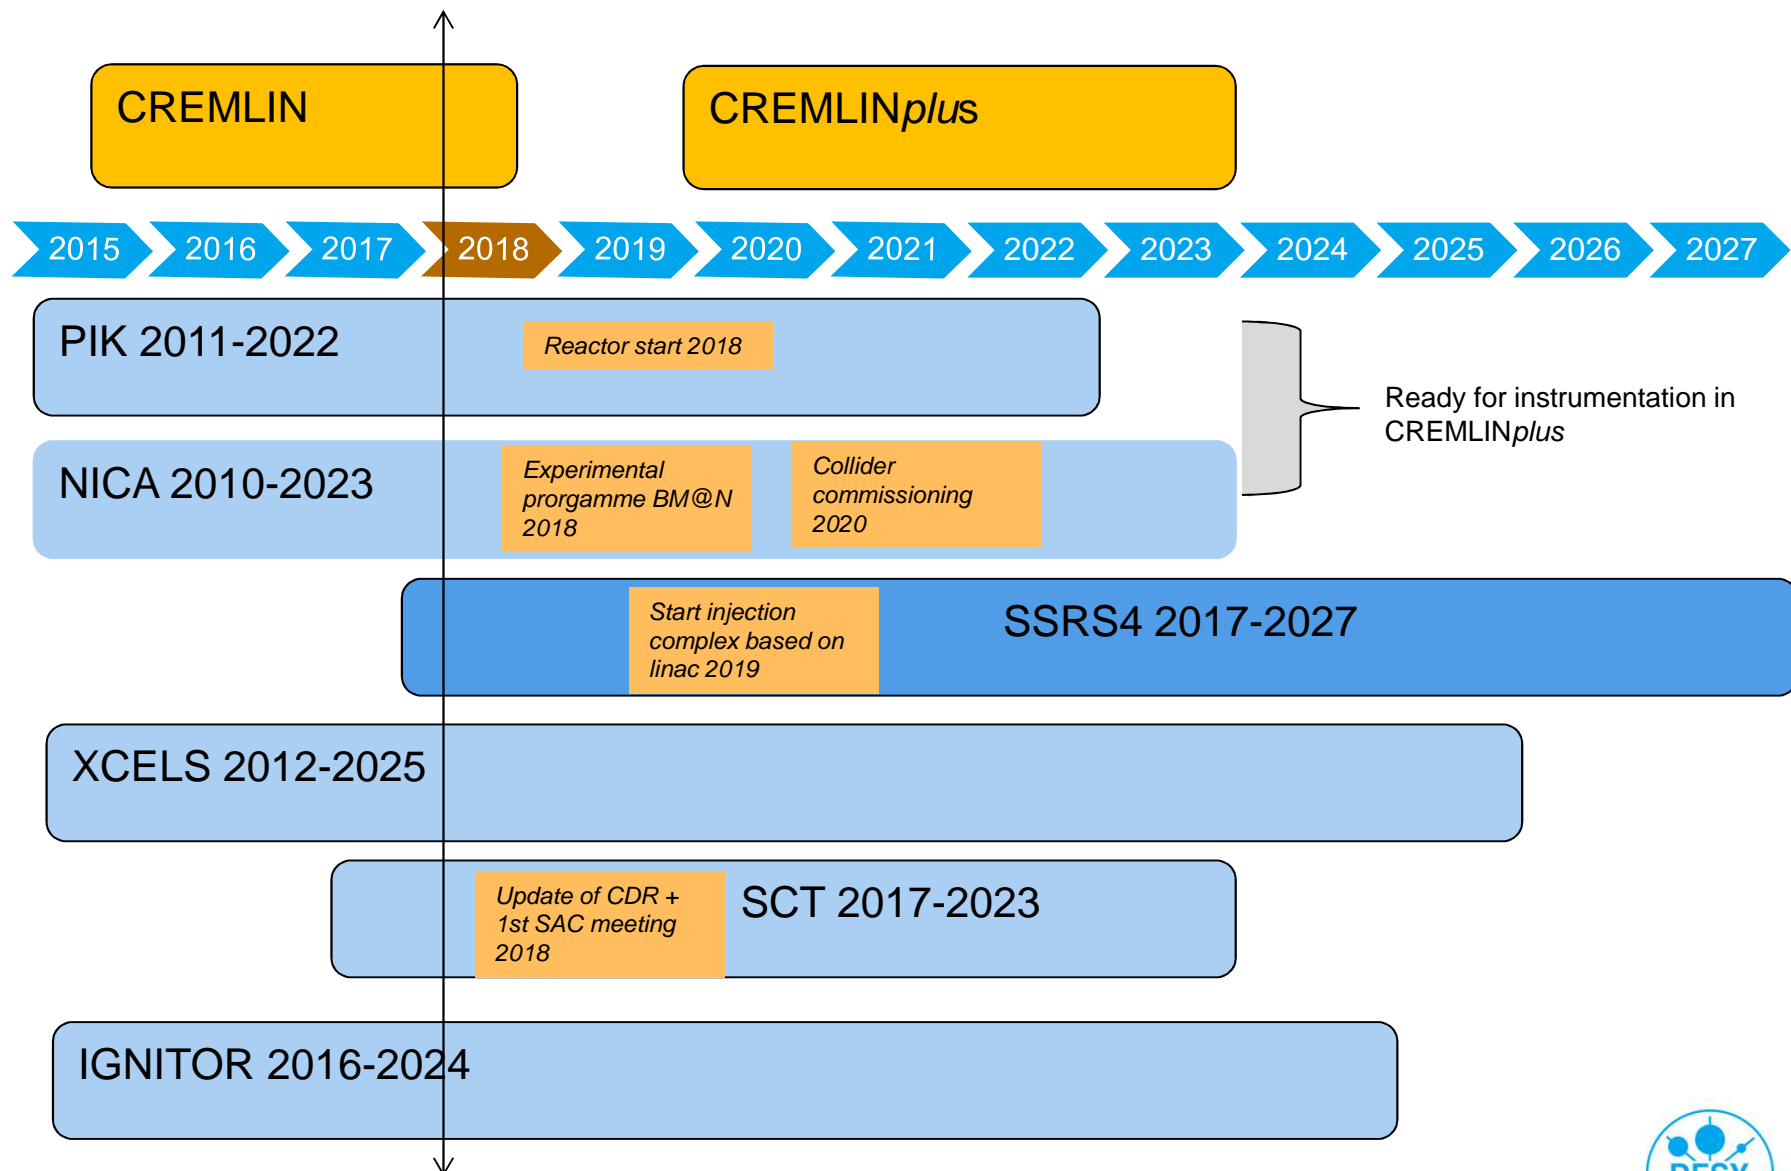 CREMLIN
CREMLINplus
2015
2016
2017
2018
2019
2020
2021
2022
2023
2024
2025
2026
2027
PIK 2011-2022
Reactor start 2018
Ready for instrumentation in
CREMLINplus
NICA 2010-2023
Experimental
prorgamme BM@N
2018
Collider
commissioning
2020
Start injection
complex based on
linac 2019
SSRS4 2017-2027
XCELS 2012-2025
Update of CDR +
1st SAC meeting
2018
SCT 2017-2023
IGNITOR 2016-2024
DESY